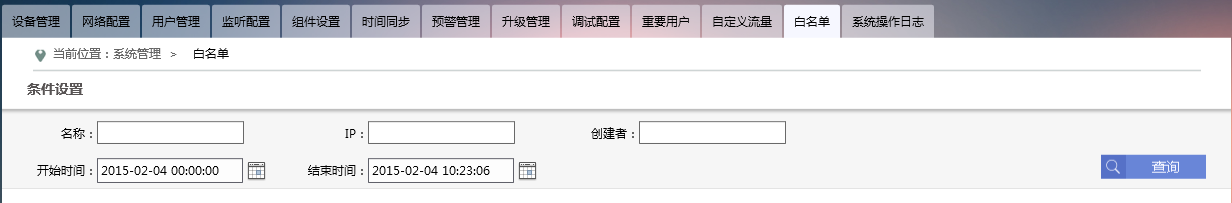 设备管理 网络配置 用户管理 监听配置 组件设置 时间同步 预警管理 升级管理 调试配置 重要用户 自定义流量 白名单 系统操作日志
当前位置：系统管理 > 白名单
条件设置
名称： IP： 创建者：
开始时间： 2015-02-04 00:00:00 结束时间： 2015-02-04 10:23:06 查询